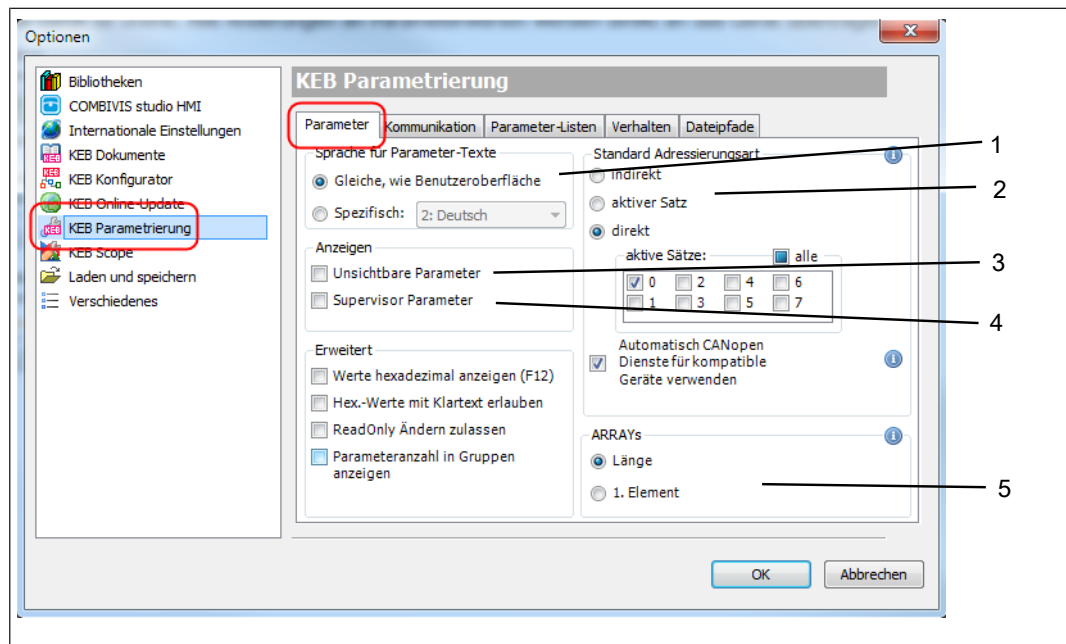 Optionen
Bibliotheken
COMBIVIS studio HMI
Internationale Einstellungen
KEB Dokumente
KEB Konfigurator
KEB Online-Update
KEB Parametrierung
KEB Scope
Laden und speichern
Verschiedenes
KEB Parametrierung
Parameter
Kommunikation
Parameter-Listen
Verhalten
Dateipfade
Sprache für Parameter-Texte
Gleiche, wie Benutzeroberfläche
Spezifisch: 2: Deutsch
Anzeigen
Unsichtbare Parameter
Supervisor Parameter
Erweitert
Werte hexadezimal anzeigen (F12)
Hex.-Werte mit Klartext erlauben
ReadOnly Ändern zulassen
Parameteranzahl in Gruppen
anzeigen
Standard Adressierungsart
indirekt
aktiver Satz
direkt
aktive Sätze: alle
0 2 4 6
1 3 5 7
Automatisch CANopen
Dienste für kompatible
Geräte verwenden
ARRAYs
Länge
1. Element
OK
Abbrechen
1
2
3
4
5